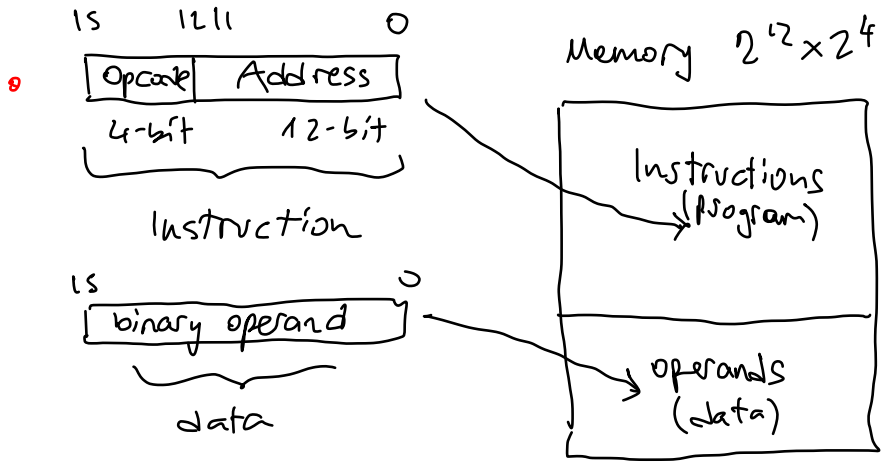 15 12 11 0
Opcode Address
4-bit 12-bit
Instruction
15 0
binary operand
data
Memory 2^12 x 2^4
Instructions
(program)
operands
(data)